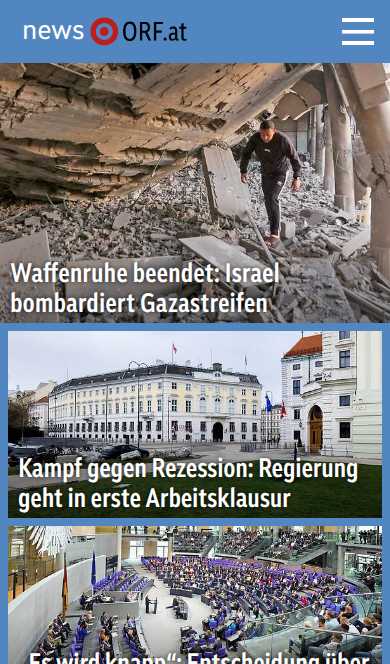 news ORF.at
Waffenruhe beendet: Israel
bombardiert Gazastreifen
Kampf gegen Rezession: Regierung
geht in erste Arbeitsklausur
„Es wird knapp“: Entscheidung über